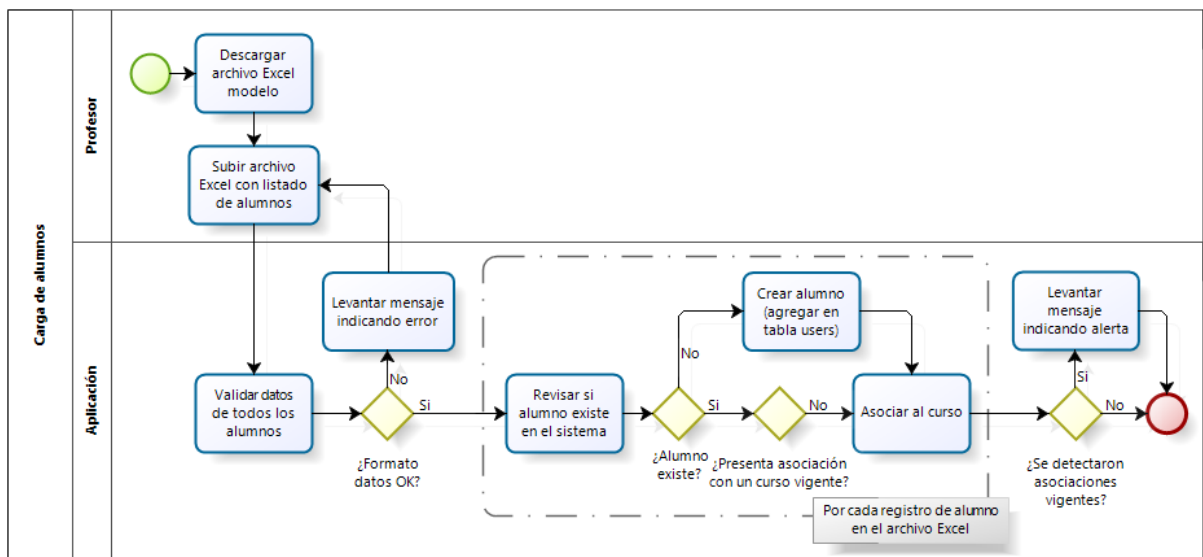 Carga de alumnos
Profesor
Descargar
archivo Excel
modelo
Subir archivo
Excel con listado
de alumnos
Aplicación
Validar datos
de todos los
alumnos
¿Formato
datos OK?
No
Si
Levantar mensaje
indicando error
Revisar si
alumno existe
en el sistema
¿Alumno
existe?
No
Si
Crear alumno
(agregar en
tabla users)
¿Presenta asociación
con un curso vigente?
No
Asociar al curso
Por cada registro de alumno
en el archivo Excel
¿Se detectaron
asociaciones
vigentes?
Si
No
Levantar
mensaje
indicando alerta